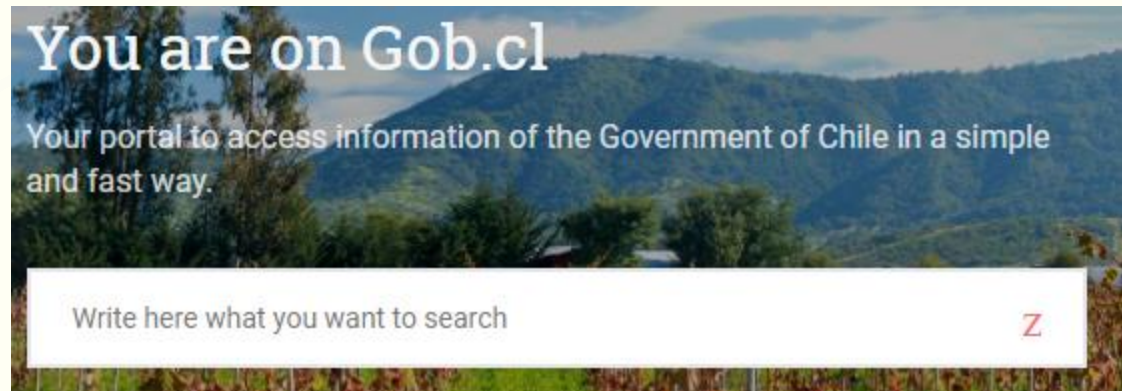 You are on Gob.cl
Your portal to access information of the Government of Chile in a simple
and fast way.
Write here what you want to search
Z